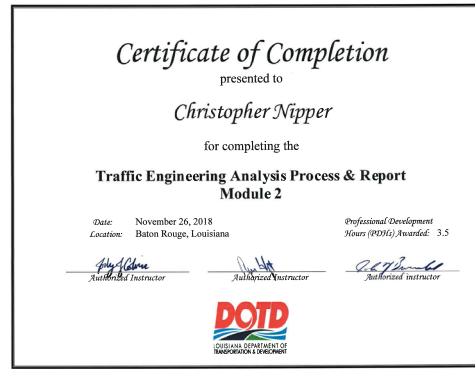 Certificate of Completion
presented to
Christopher Nipper
for completing the
Traffic Engineering Analysis Process & Report
Module 2
Date: November 26, 2018
Location: Baton Rouge, Louisiana
Professional Development
Hours (PDHs) Awarded: 3.5
Authorized Instructor
Authorized Instructor
Authorized instructor
DOTD
LOUISIANA DEPARTMENT OF
TRANSPORTATION & DEVELOPMENT